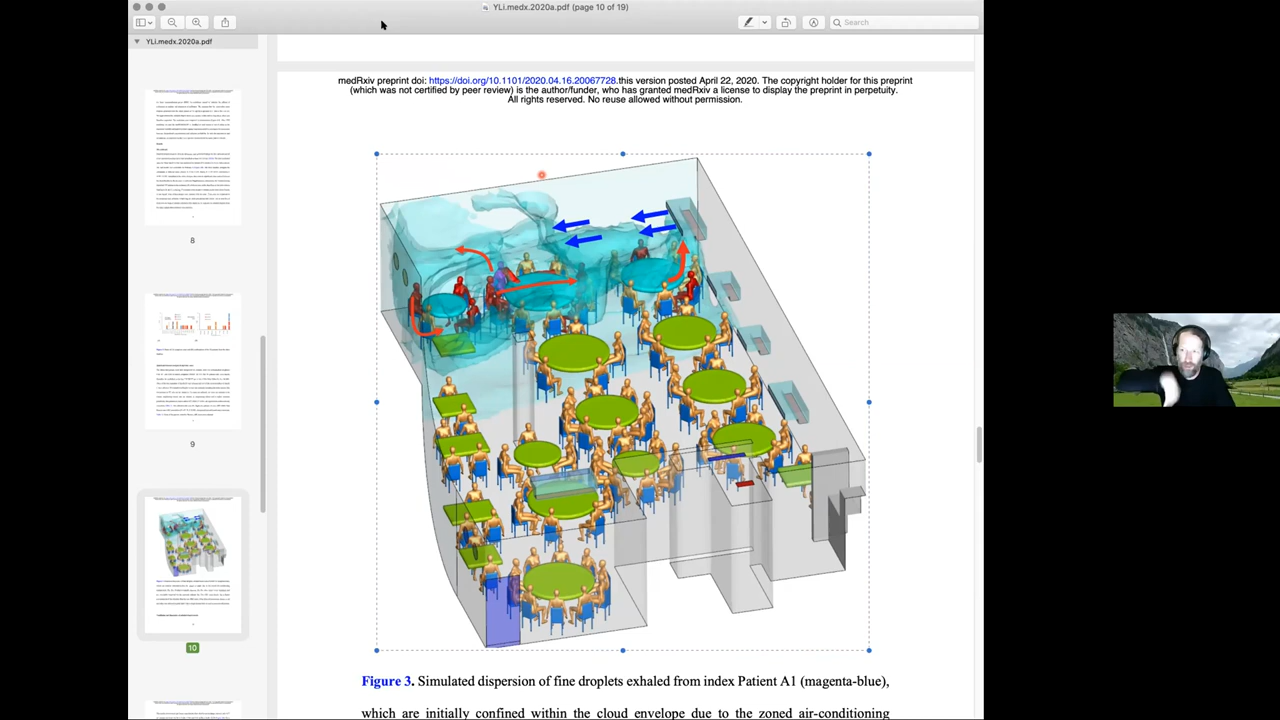 YLi.medx.2020a.pdf (page 10 of 19)
Search
YLi.medx.2020a.pdf
8
9
10
medRxiv preprint doi: https://doi.org/10.1101/2020.04.16.20067728.this version posted April 22, 2020. The copyright holder for this preprint
(which was not certified by peer review) is the author/funder, who has granted medRxiv a license to display the preprint in perpetuity.
All rights reserved. No reuse allowed without permission.
Figure 3. Simulated dispersion of fine droplets exhaled from index Patient A1 (magenta-blue),
which are initially confined within the cloud envelope due to the zoned air-conditioning